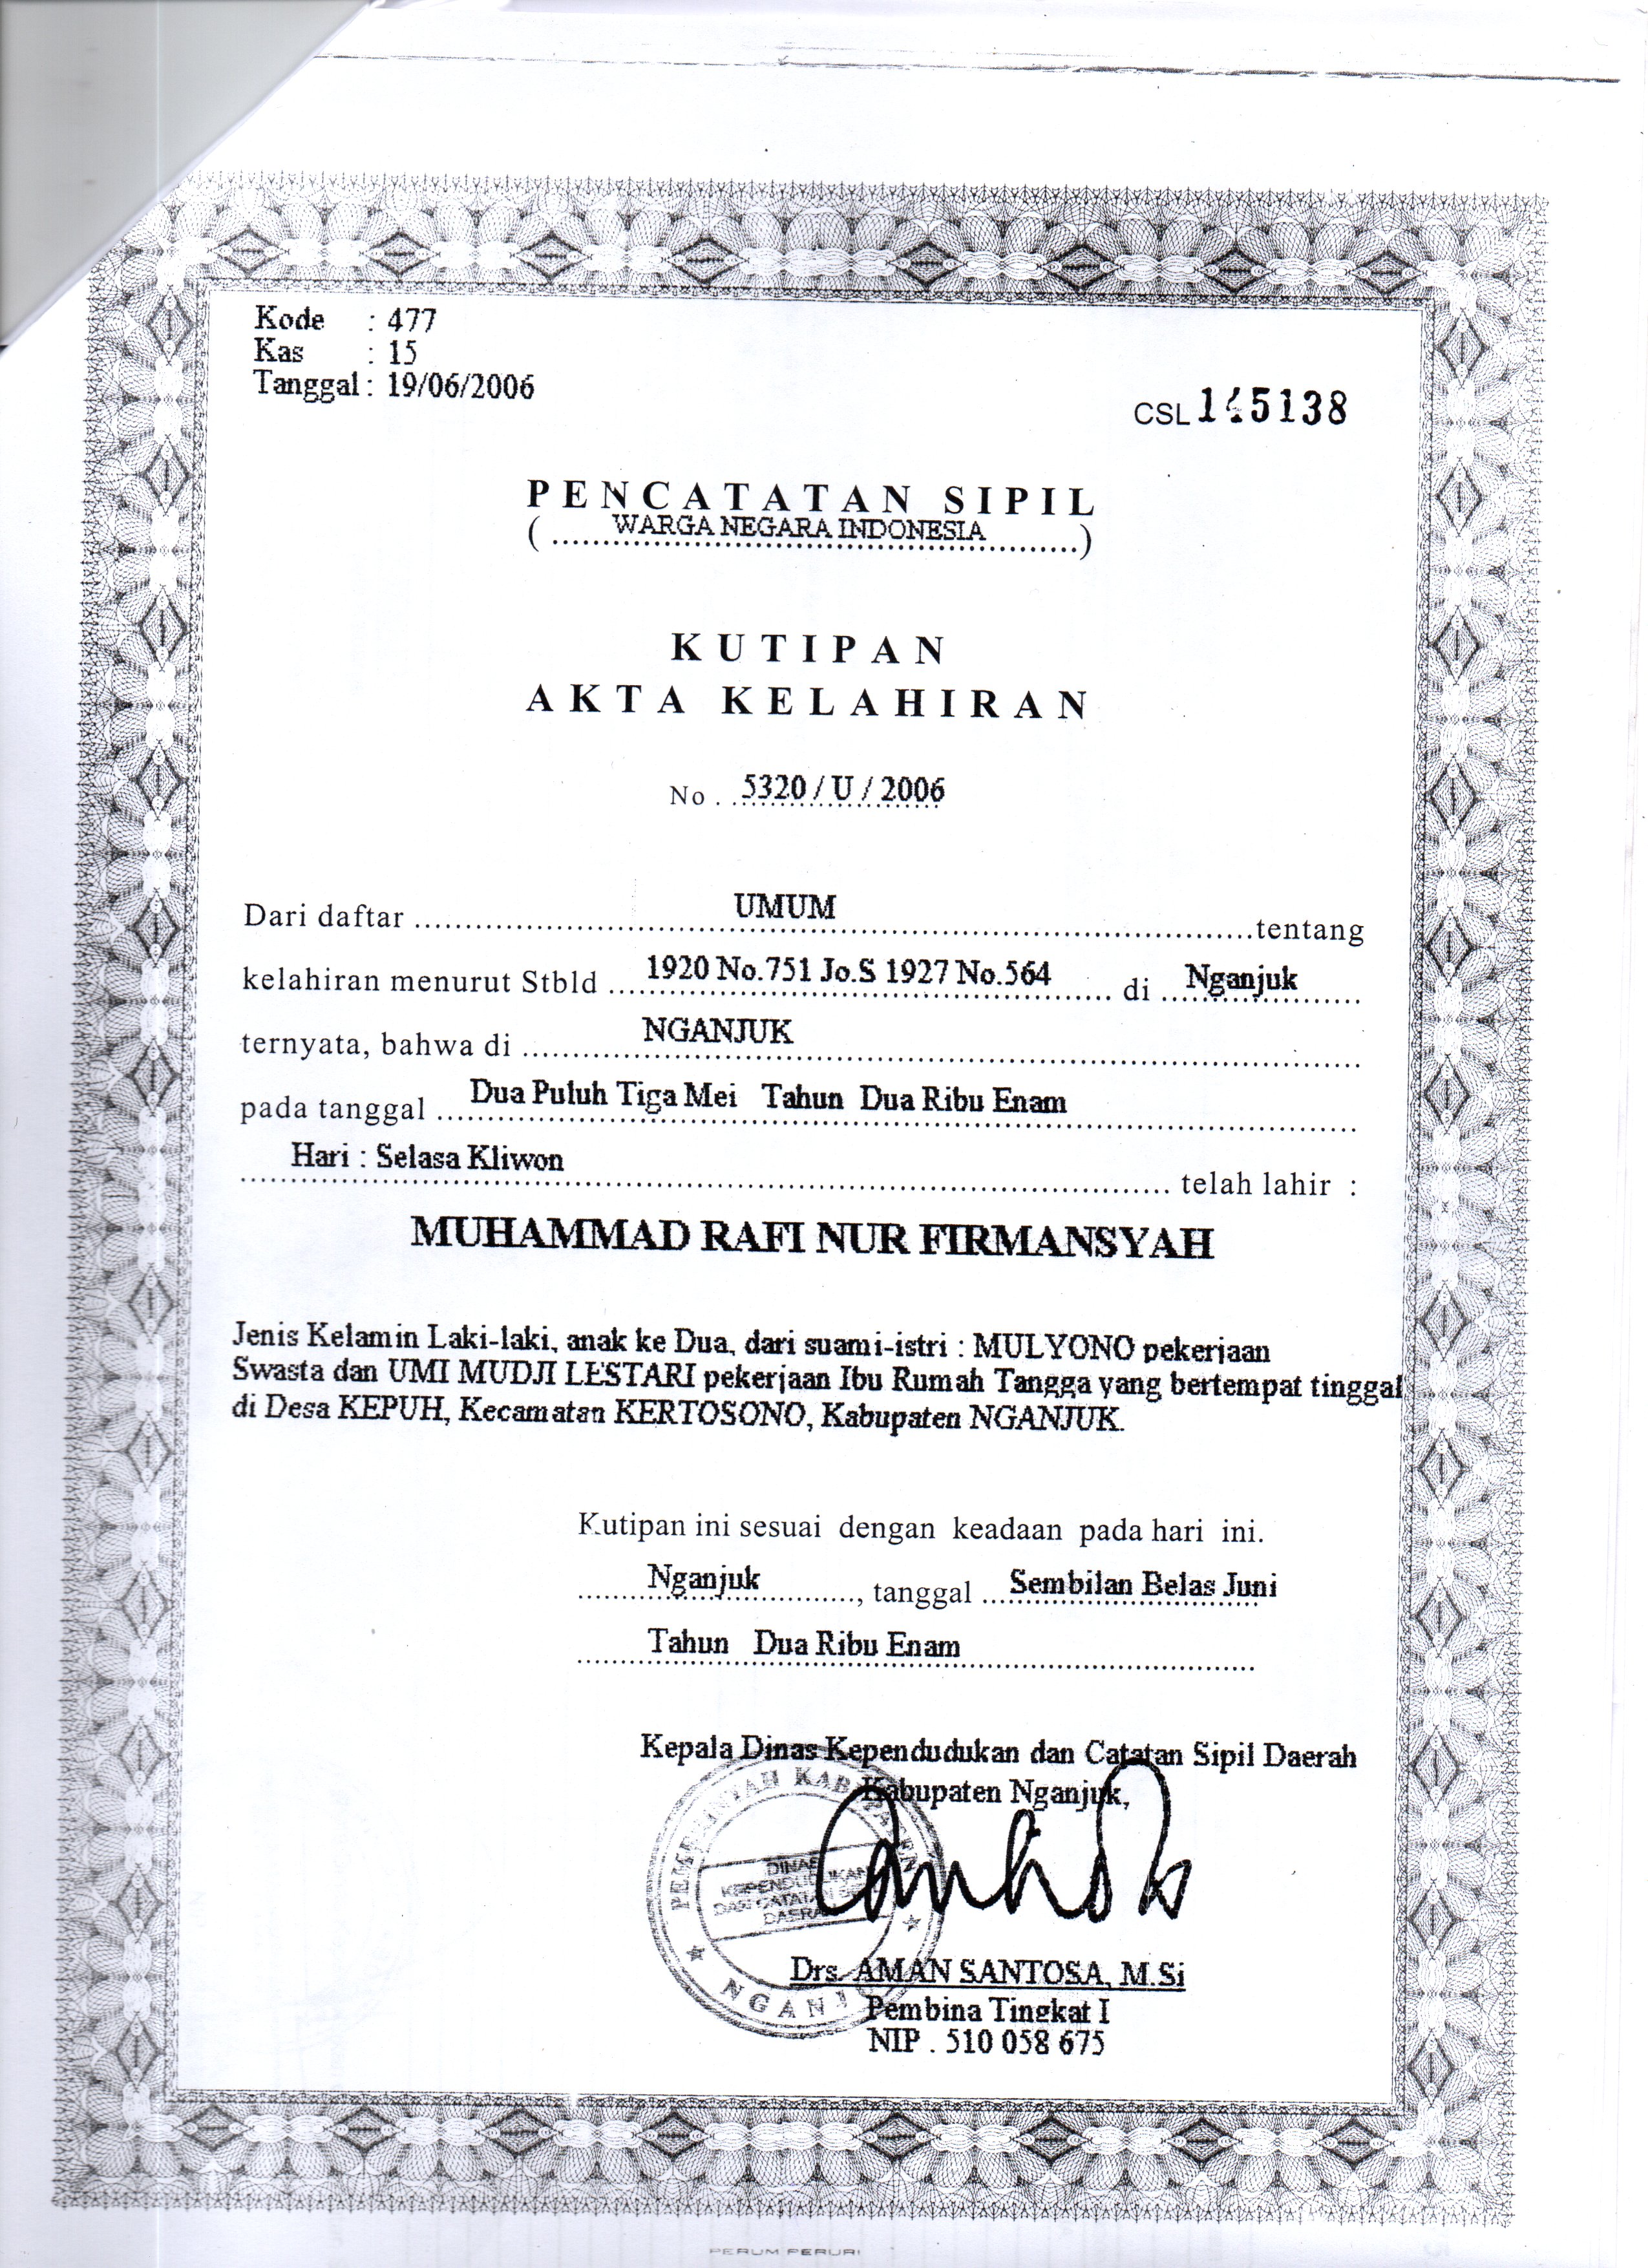 Kode : 477
Kas : 15
Tanggal : 19/06/2006
CSL 145138
PENCATATAN SIPIL
( WARGA NEGARA INDONESIA )
KUTIPAN
AKTA KELAHIRAN
No . 5320 / U / 2006
Dari daftar UMUM tentang
kelahiran menurut Stbld 1920 No.751 Jo.S 1927 No.564 di Nganjuk
ternyata, bahwa di NGANJUK
pada tanggal Dua Puluh Tiga Mei Tahun Dua Ribu Enam
Hari : Selasa Kliwon telah lahir :
MUHAMMAD RAFI NUR FIRMANSYAH
Jenis Kelamin Laki-laki, anak ke Dua, dari suami-istri : MULYONO pekerjaan
Swasta dan UMI MUDJI LESTARI pekerjaan Ibu Rumah Tangga yang bertempat tinggal
di Desa KEPUH, Kecamatan KERTOSONO, Kabupaten NGANJUK.
Kutipan ini sesuai dengan keadaan pada hari ini.
Nganjuk, tanggal Sembilan Belas Juni
Tahun Dua Ribu Enam
Kepala Dinas Kependudukan dan Catatan Sipil Daerah
Kabupaten Nganjuk,
PEMERINTAH KABUPATEN
DINAS
KEPENDUDUKAN
DAN CATATAN SIPIL
DAERAH
NGANJUK
Drs. AMAN SANTOSA, M.Si
Pembina Tingkat I
NIP . 510 058 675
PERUM PERURI